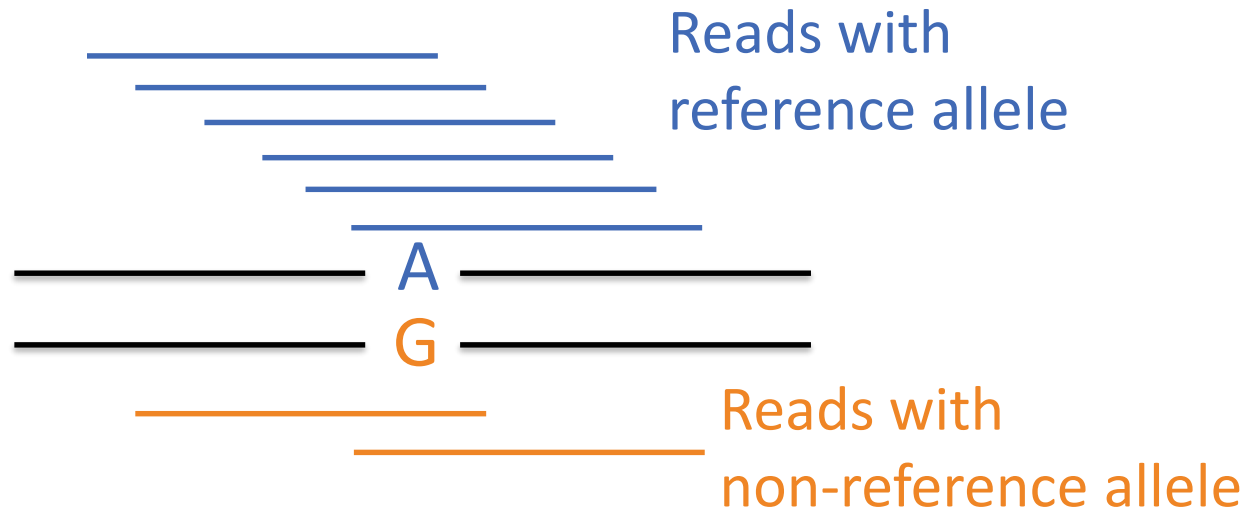 Reads with
reference allele
A
G
Reads with
non-reference allele